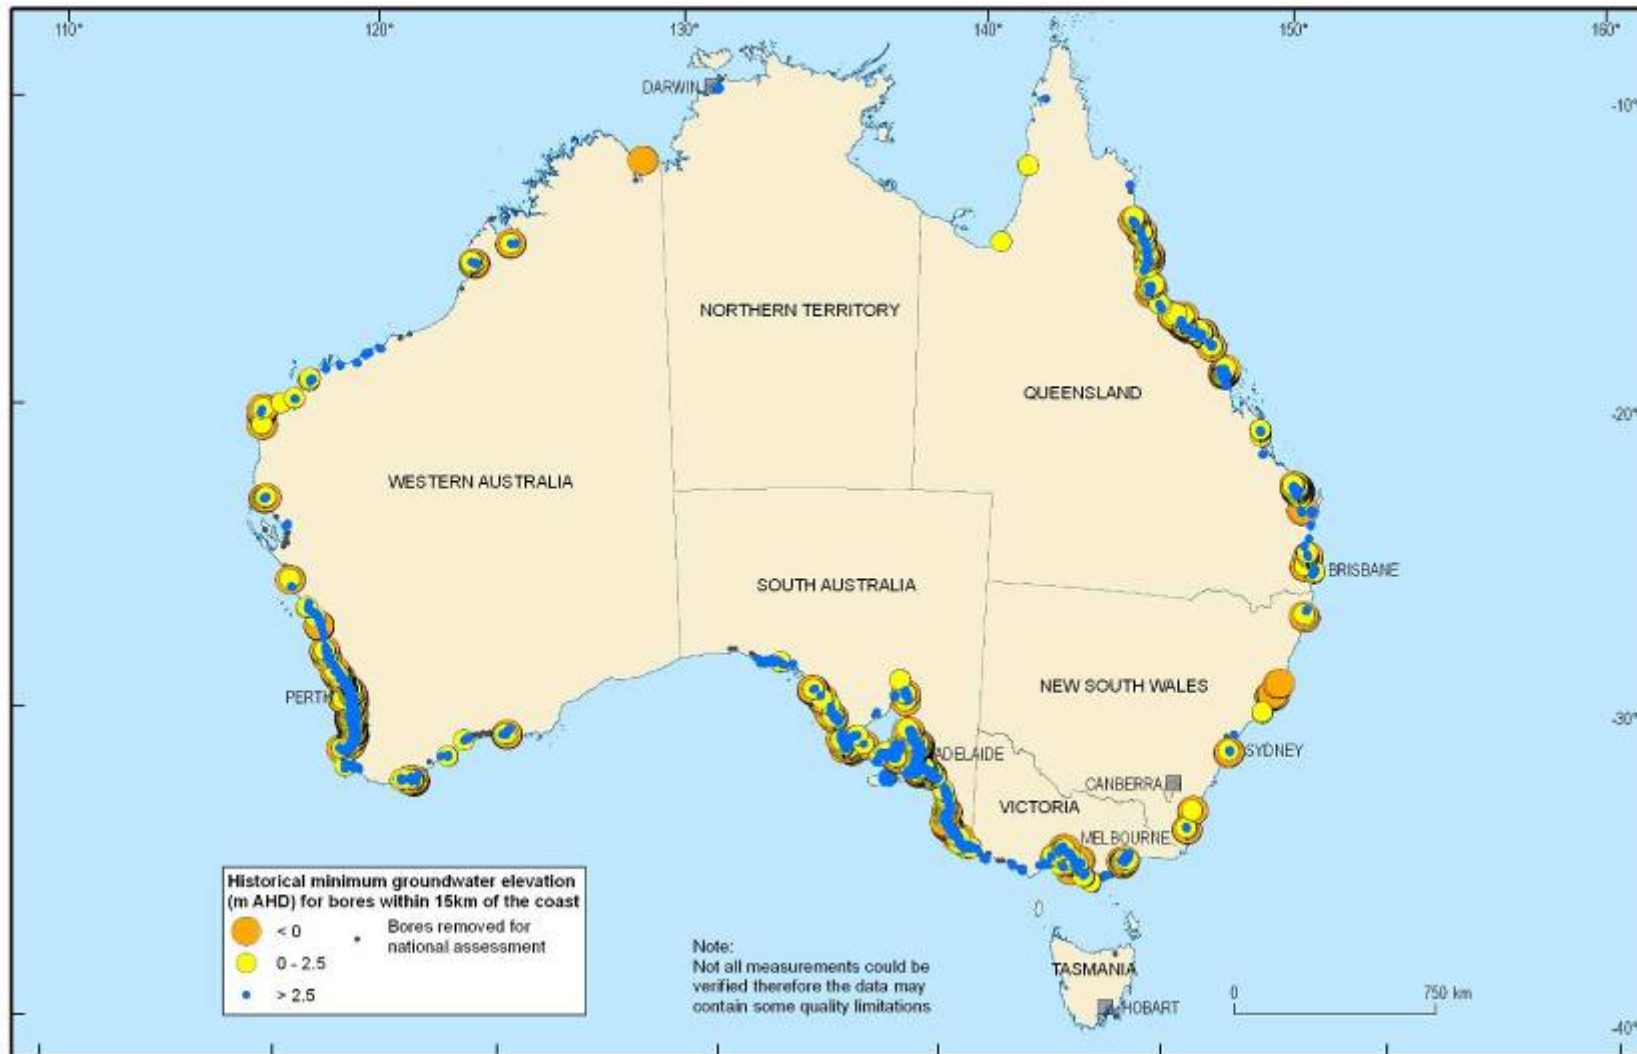 110°
120°
130°
140°
150°
160°
DARWIN
-10°
NORTHERN TERRITORY
QUEENSLAND
-20°
WESTERN AUSTRALIA
SOUTH AUSTRALIA
BRISBANE
NEW SOUTH WALES
PERTH
-30°
ADELAIDE
SYDNEY
CANBERRA
VICTORIA
MELBOURNE
Historical minimum groundwater elevation
(m AHD) for bores within 15km of the coast
< 0
Bores removed for
national assessment
0 - 2.5
> 2.5
Note:
Not all measurements could be
verified therefore the data may
contain some quality limitations
TASMANIA
HOBART
0
750 km
-40°